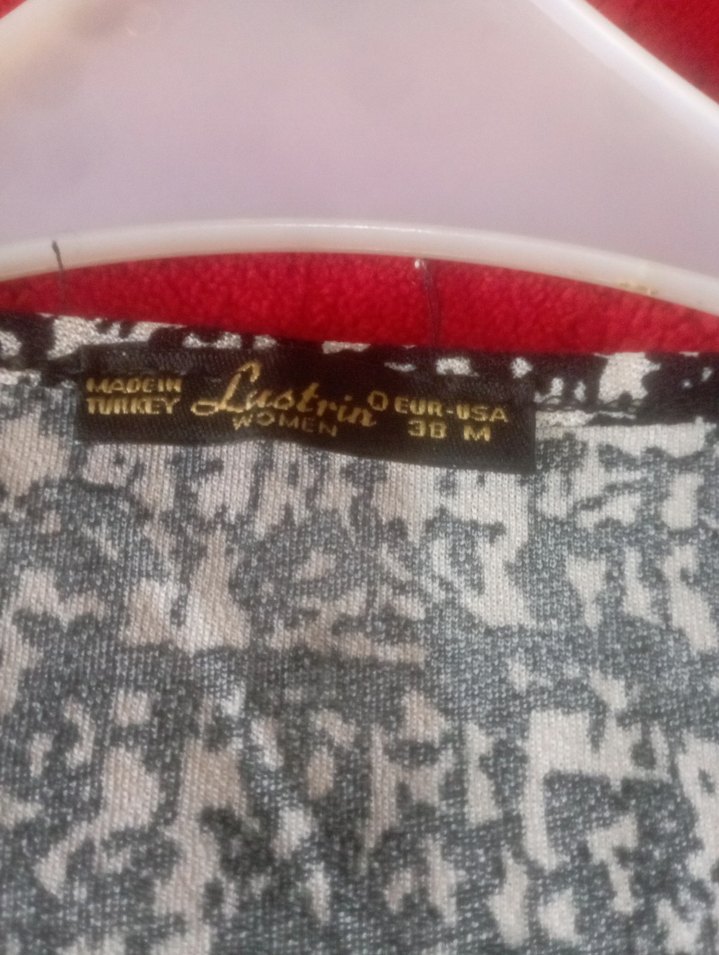 MADE IN
TURKEY
Lustrin
WOMEN
EUR-USA
38 M